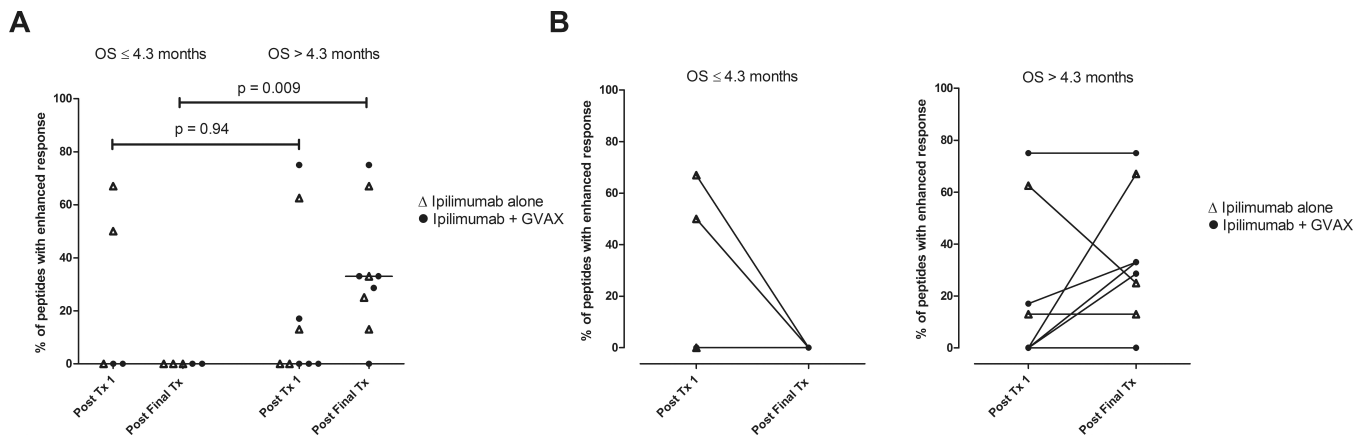 A
OS ≤ 4.3 months
OS > 4.3 months
p = 0.009
p = 0.94
% of peptides with enhanced response
100
80
60
40
20
0
Post Tx 1
Post Final Tx
Post Tx 1
Post Final Tx
Δ Ipilimumab alone
● Ipilimumab + GVAX
B
OS ≤ 4.3 months
% of peptides with enhanced response
100
80
60
40
20
0
Post Tx 1
Post Final Tx
OS > 4.3 months
% of peptides with enhanced response
100
80
60
40
20
0
Post Tx 1
Post Final Tx
Δ Ipilimumab alone
● Ipilimumab + GVAX